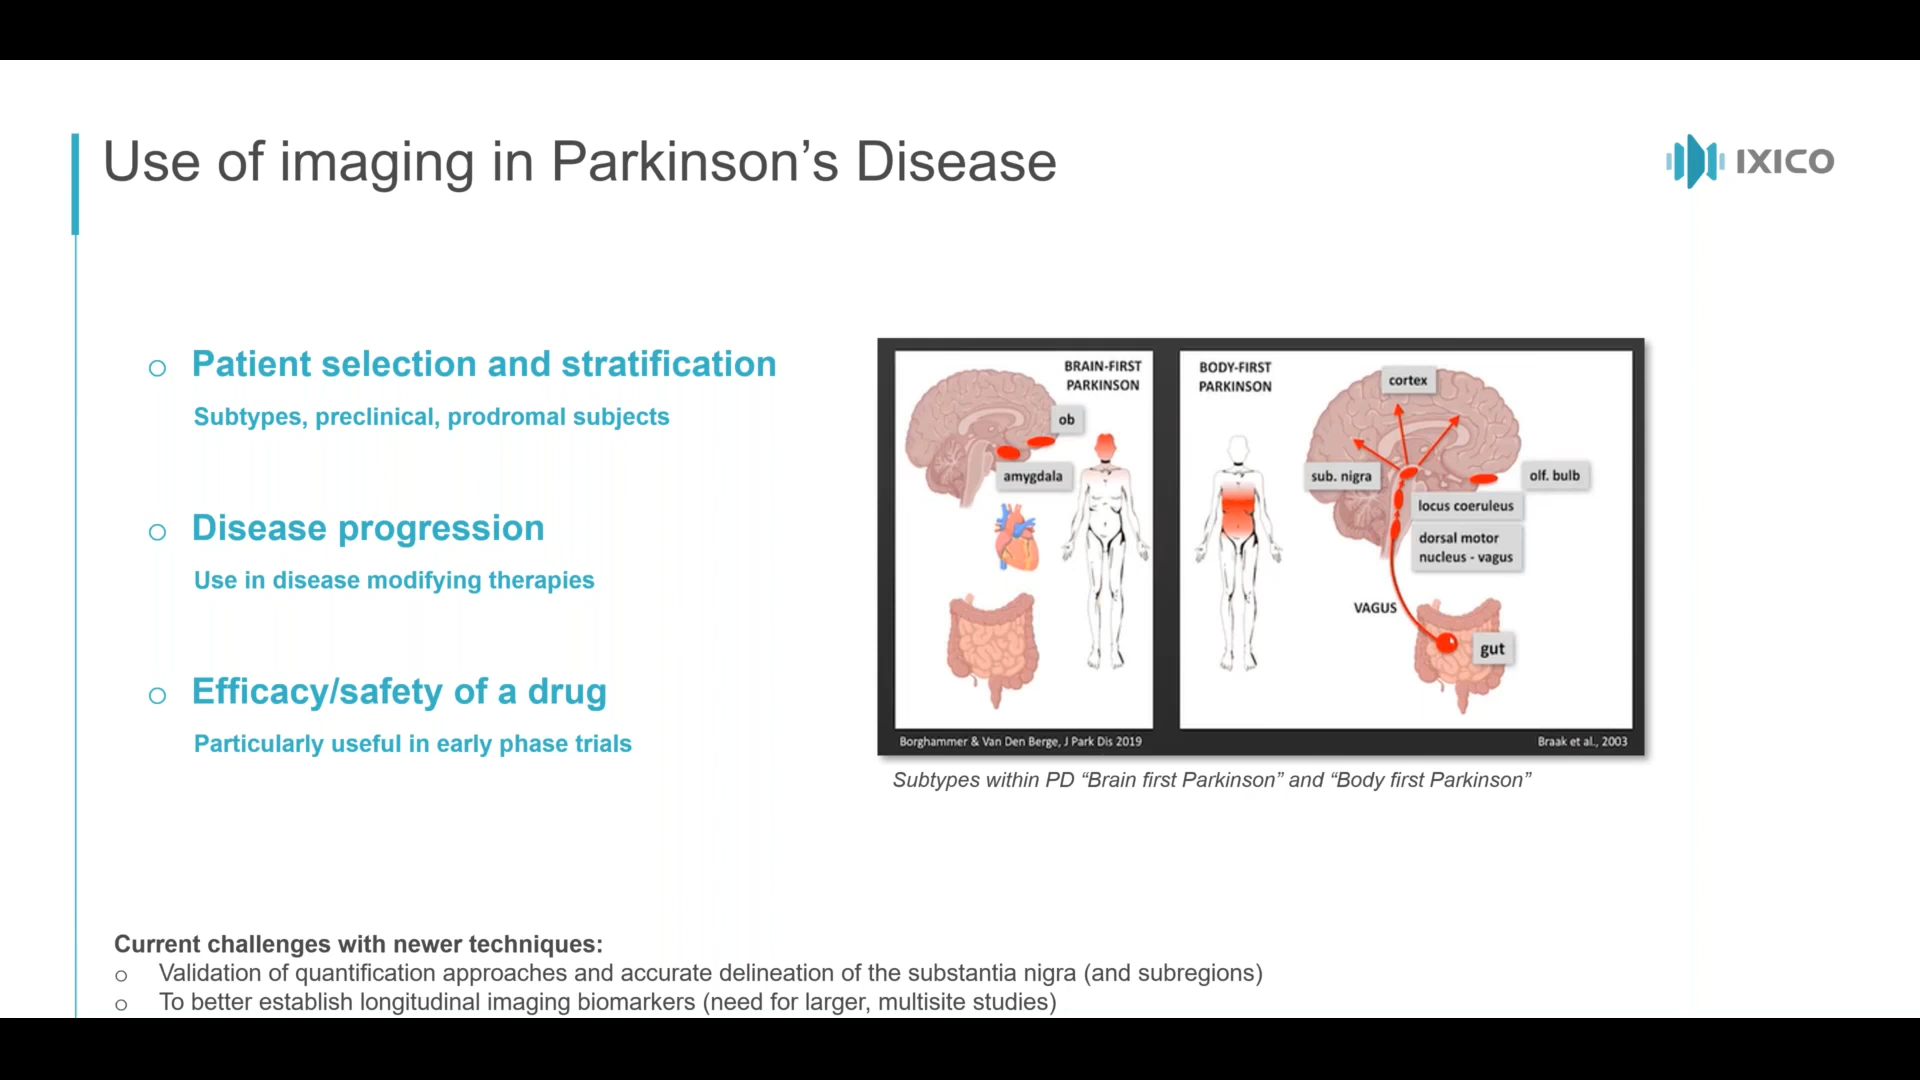 Use of imaging in Parkinson’s Disease
IXICO
o Patient selection and stratification
Subtypes, preclinical, prodromal subjects
o Disease progression
Use in disease modifying therapies
o Efficacy/safety of a drug
Particularly useful in early phase trials
BRAIN-FIRST
PARKINSON
ob
amygdala
Borghammer & Van Den Berge, J Park Dis 2019
BODY-FIRST
PARKINSON
cortex
sub. nigra
olf. bulb
locus coeruleus
dorsal motor
nucleus - vagus
VAGUS
gut
Braak et al., 2003
Subtypes within PD “Brain first Parkinson” and “Body first Parkinson”
Current challenges with newer techniques:
o Validation of quantification approaches and accurate delineation of the substantia nigra (and subregions)
o To better establish longitudinal imaging biomarkers (need for larger, multisite studies)